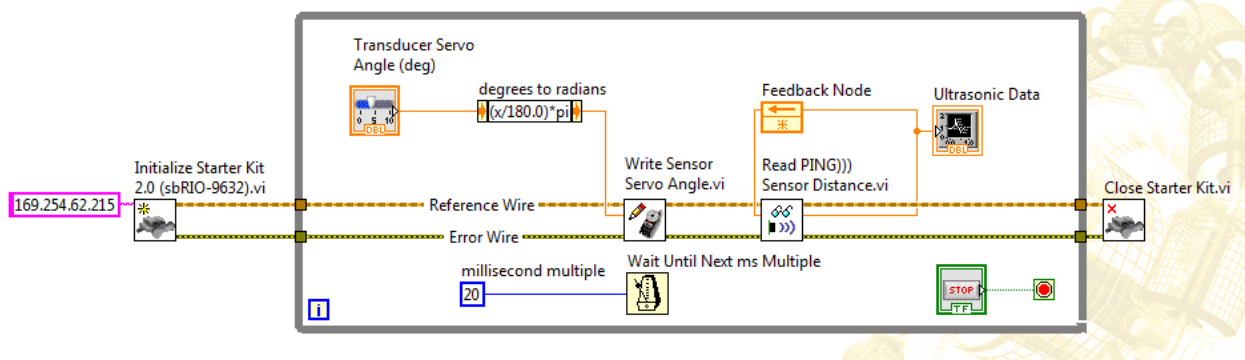 Transducer Servo
Angle (deg)
degrees to radians
(x/180.0)*pi
Feedback Node
Ultrasonic Data
0 5 10
DBL
2
0
DBL
Initialize Starter Kit
2.0 (sbRIO-9632).vi
169.254.62.215
Write Sensor
Servo Angle.vi
Read PING)))
Sensor Distance.vi
Close Starter Kit.vi
Reference Wire
Error Wire
millisecond multiple
20
Wait Until Next ms Multiple
STOP
TF
i